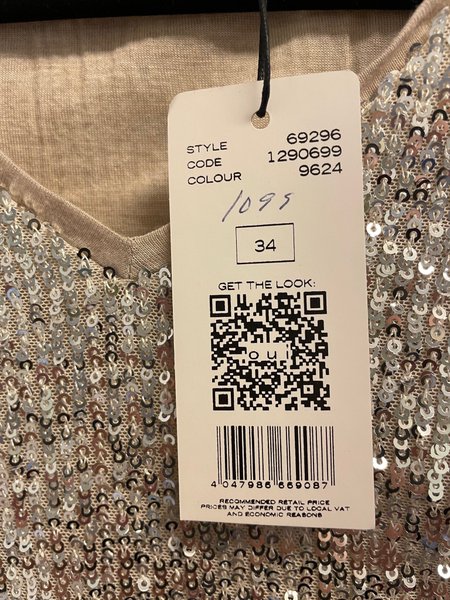 STYLE 69296
CODE 1290699
COLOUR 9624
1099
34
GET THE LOOK:
oui
4 047986 669087
RECOMMENDED RETAIL PRICE
PRICES MAY DIFFER DUE TO LOCAL VAT
AND ECONOMIC REASONS